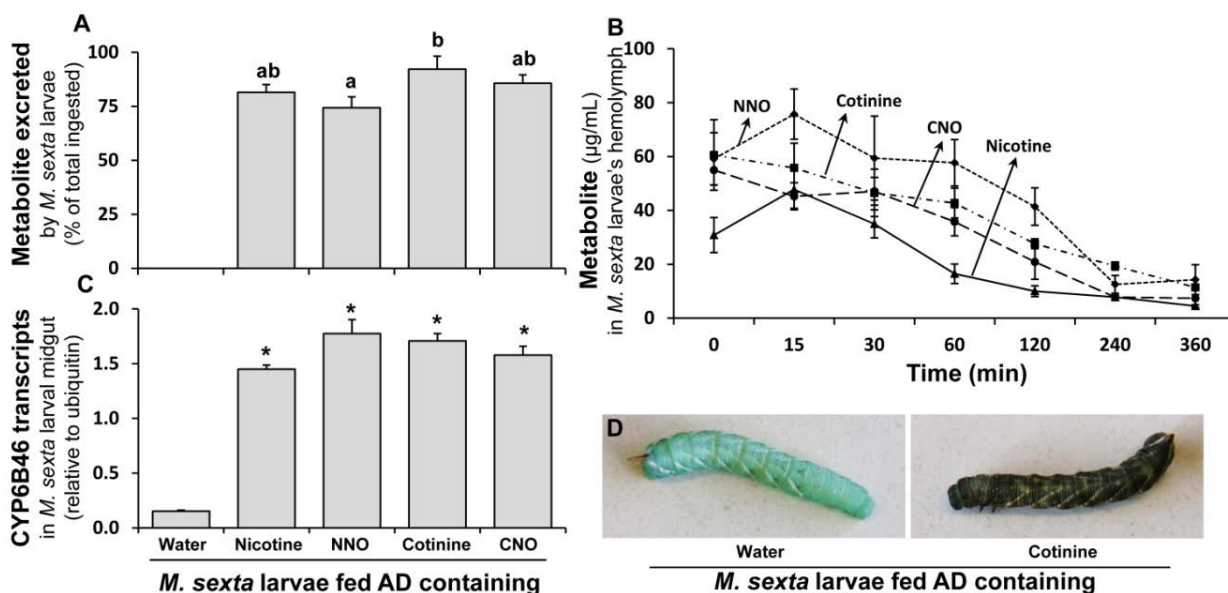 A
Metabolite excreted
by M. sexta larvae
(% of total ingested)
100
75
50
25
0
ab
a
b
ab
B
Metabolite (µg/mL)
in M. sexta larvae's hemolymph
100
80
60
40
20
0
NNO
Cotinine
CNO
Nicotine
0 15 30 60 120 240 360
Time (min)
C
CYP6B46 transcripts
in M. sexta larval midgut
(relative to ubiquitin)
2.0
1.5
1.0
0.5
0.0
* * * *
Water Nicotine NNO Cotinine CNO
M. sexta larvae fed AD containing
D
Water Cotinine
M. sexta larvae fed AD containing